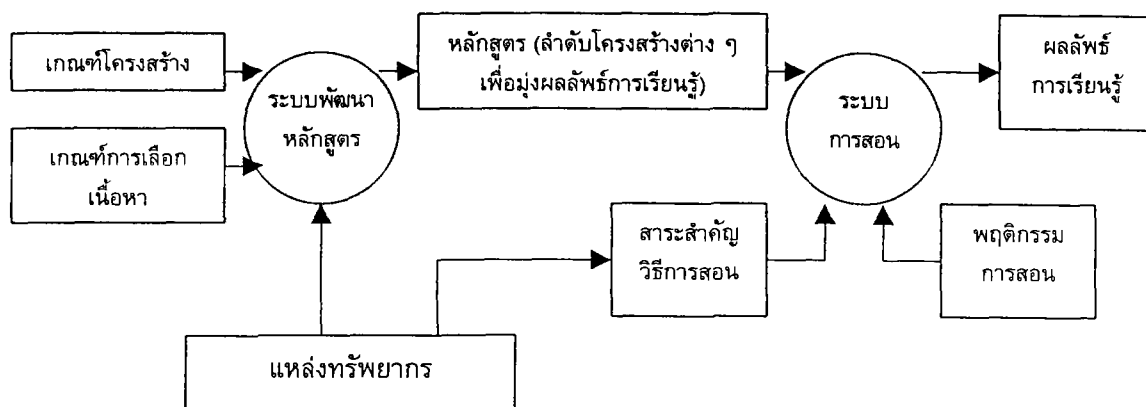 เกณฑ์โครงสร้าง
เกณฑ์การเลือก
เนื้อหา
ระบบพัฒนา
หลักสูตร
หลักสูตร (ลำดับโครงสร้างต่าง ๆ
เพื่อมุ่งผลลัพธ์การเรียนรู้)
ระบบ
การสอน
ผลลัพธ์
การเรียนรู้
สาระสำคัญ
วิธีการสอน
พฤติกรรม
การสอน
แหล่งทรัพยากร